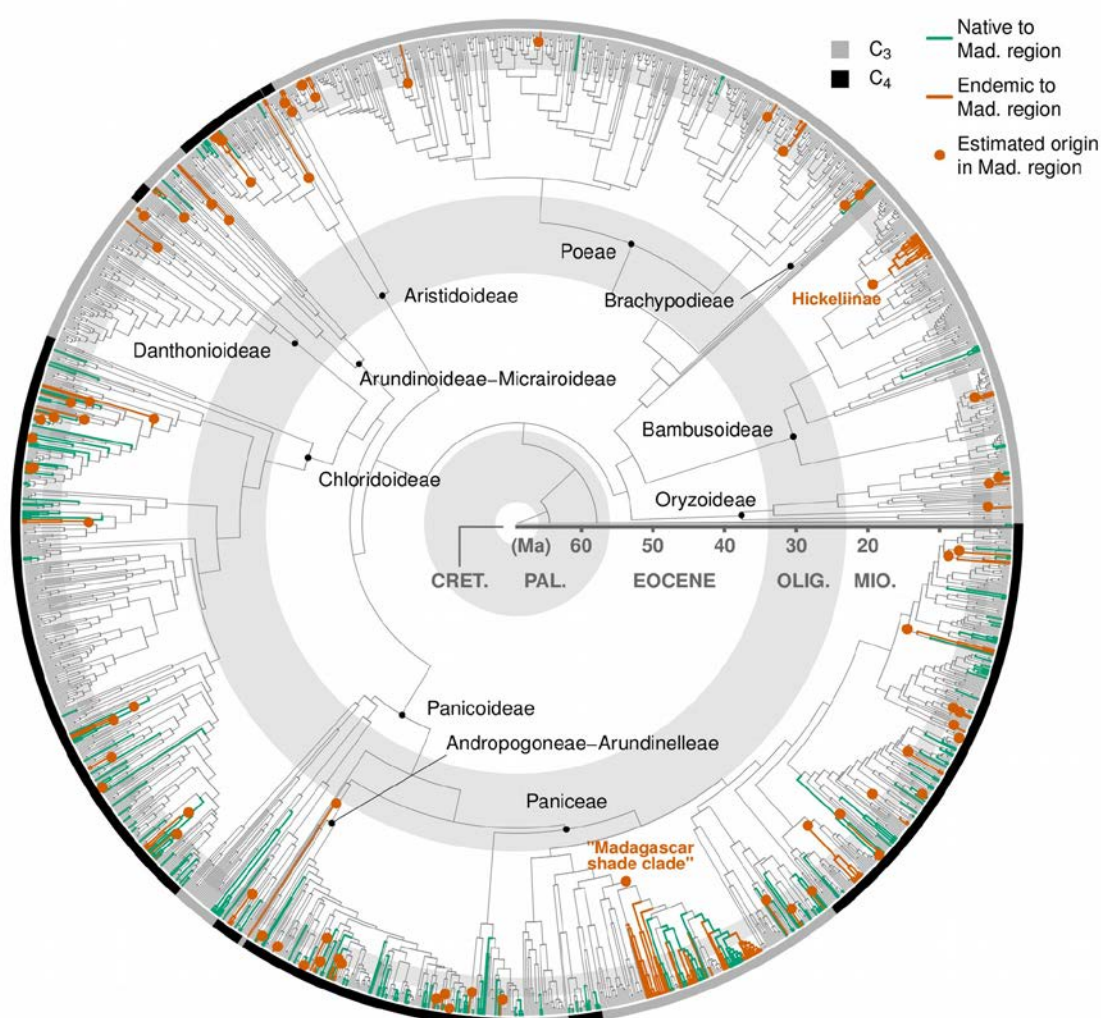 C3
C4
Native to
Mad. region
Endemic to
Mad. region
Estimated origin
in Mad. region
Poeae
Brachypodieae
Hickeliinae
Aristidoideae
Danthonioideae
Arundinoideae–Micrairoideae
Bambusoideae
Chloridoideae
Oryzoideae
(Ma) 60 50 40 30 20
CRET. PAL. EOCENE OLIG. MIO.
Panicoideae
Andropogoneae–Arundinelleae
Paniceae
"Madagascar
shade clade"